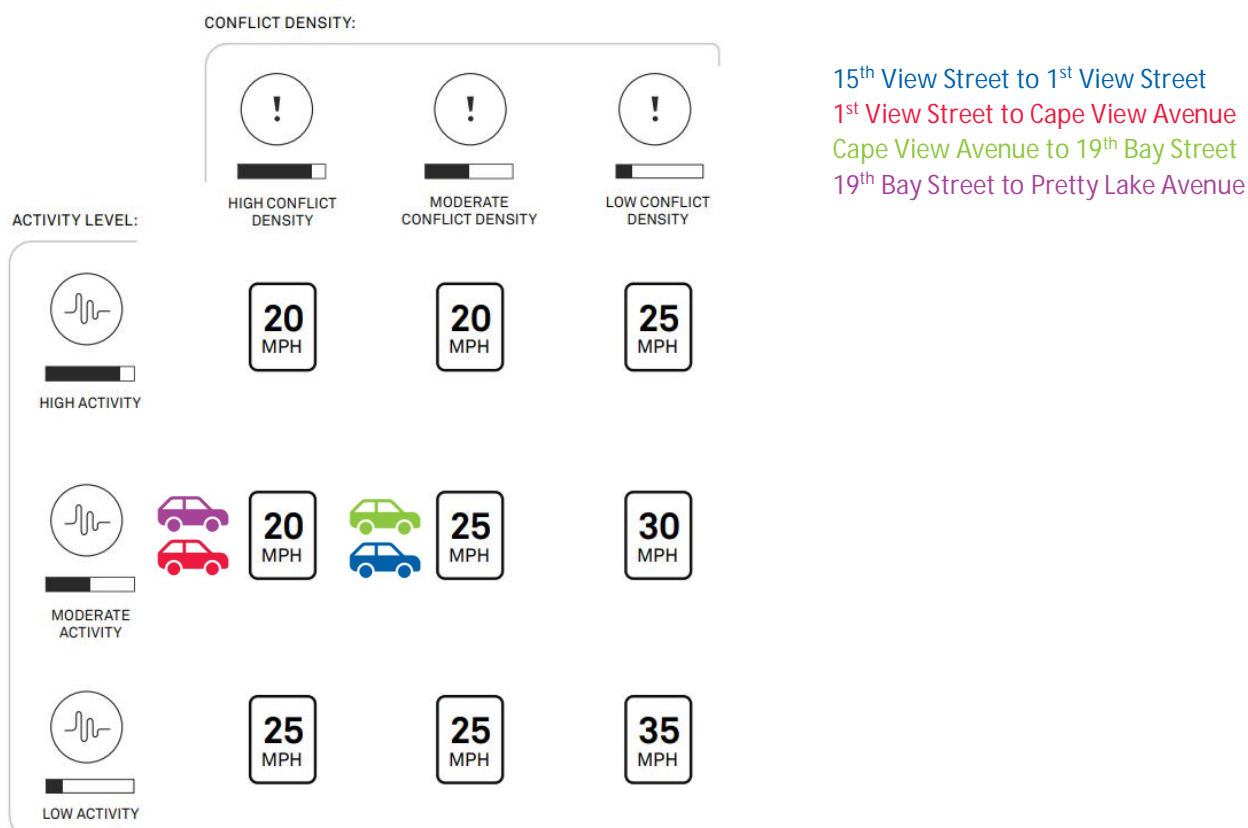 CONFLICT DENSITY:
!
!
!
HIGH CONFLICT
DENSITY
MODERATE
CONFLICT DENSITY
LOW CONFLICT
DENSITY
15th View Street to 1st View Street
1st View Street to Cape View Avenue
Cape View Avenue to 19th Bay Street
19th Bay Street to Pretty Lake Avenue
ACTIVITY LEVEL:
HIGH ACTIVITY
20
MPH
20
MPH
25
MPH
MODERATE
ACTIVITY
20
MPH
25
MPH
30
MPH
LOW ACTIVITY
25
MPH
25
MPH
35
MPH